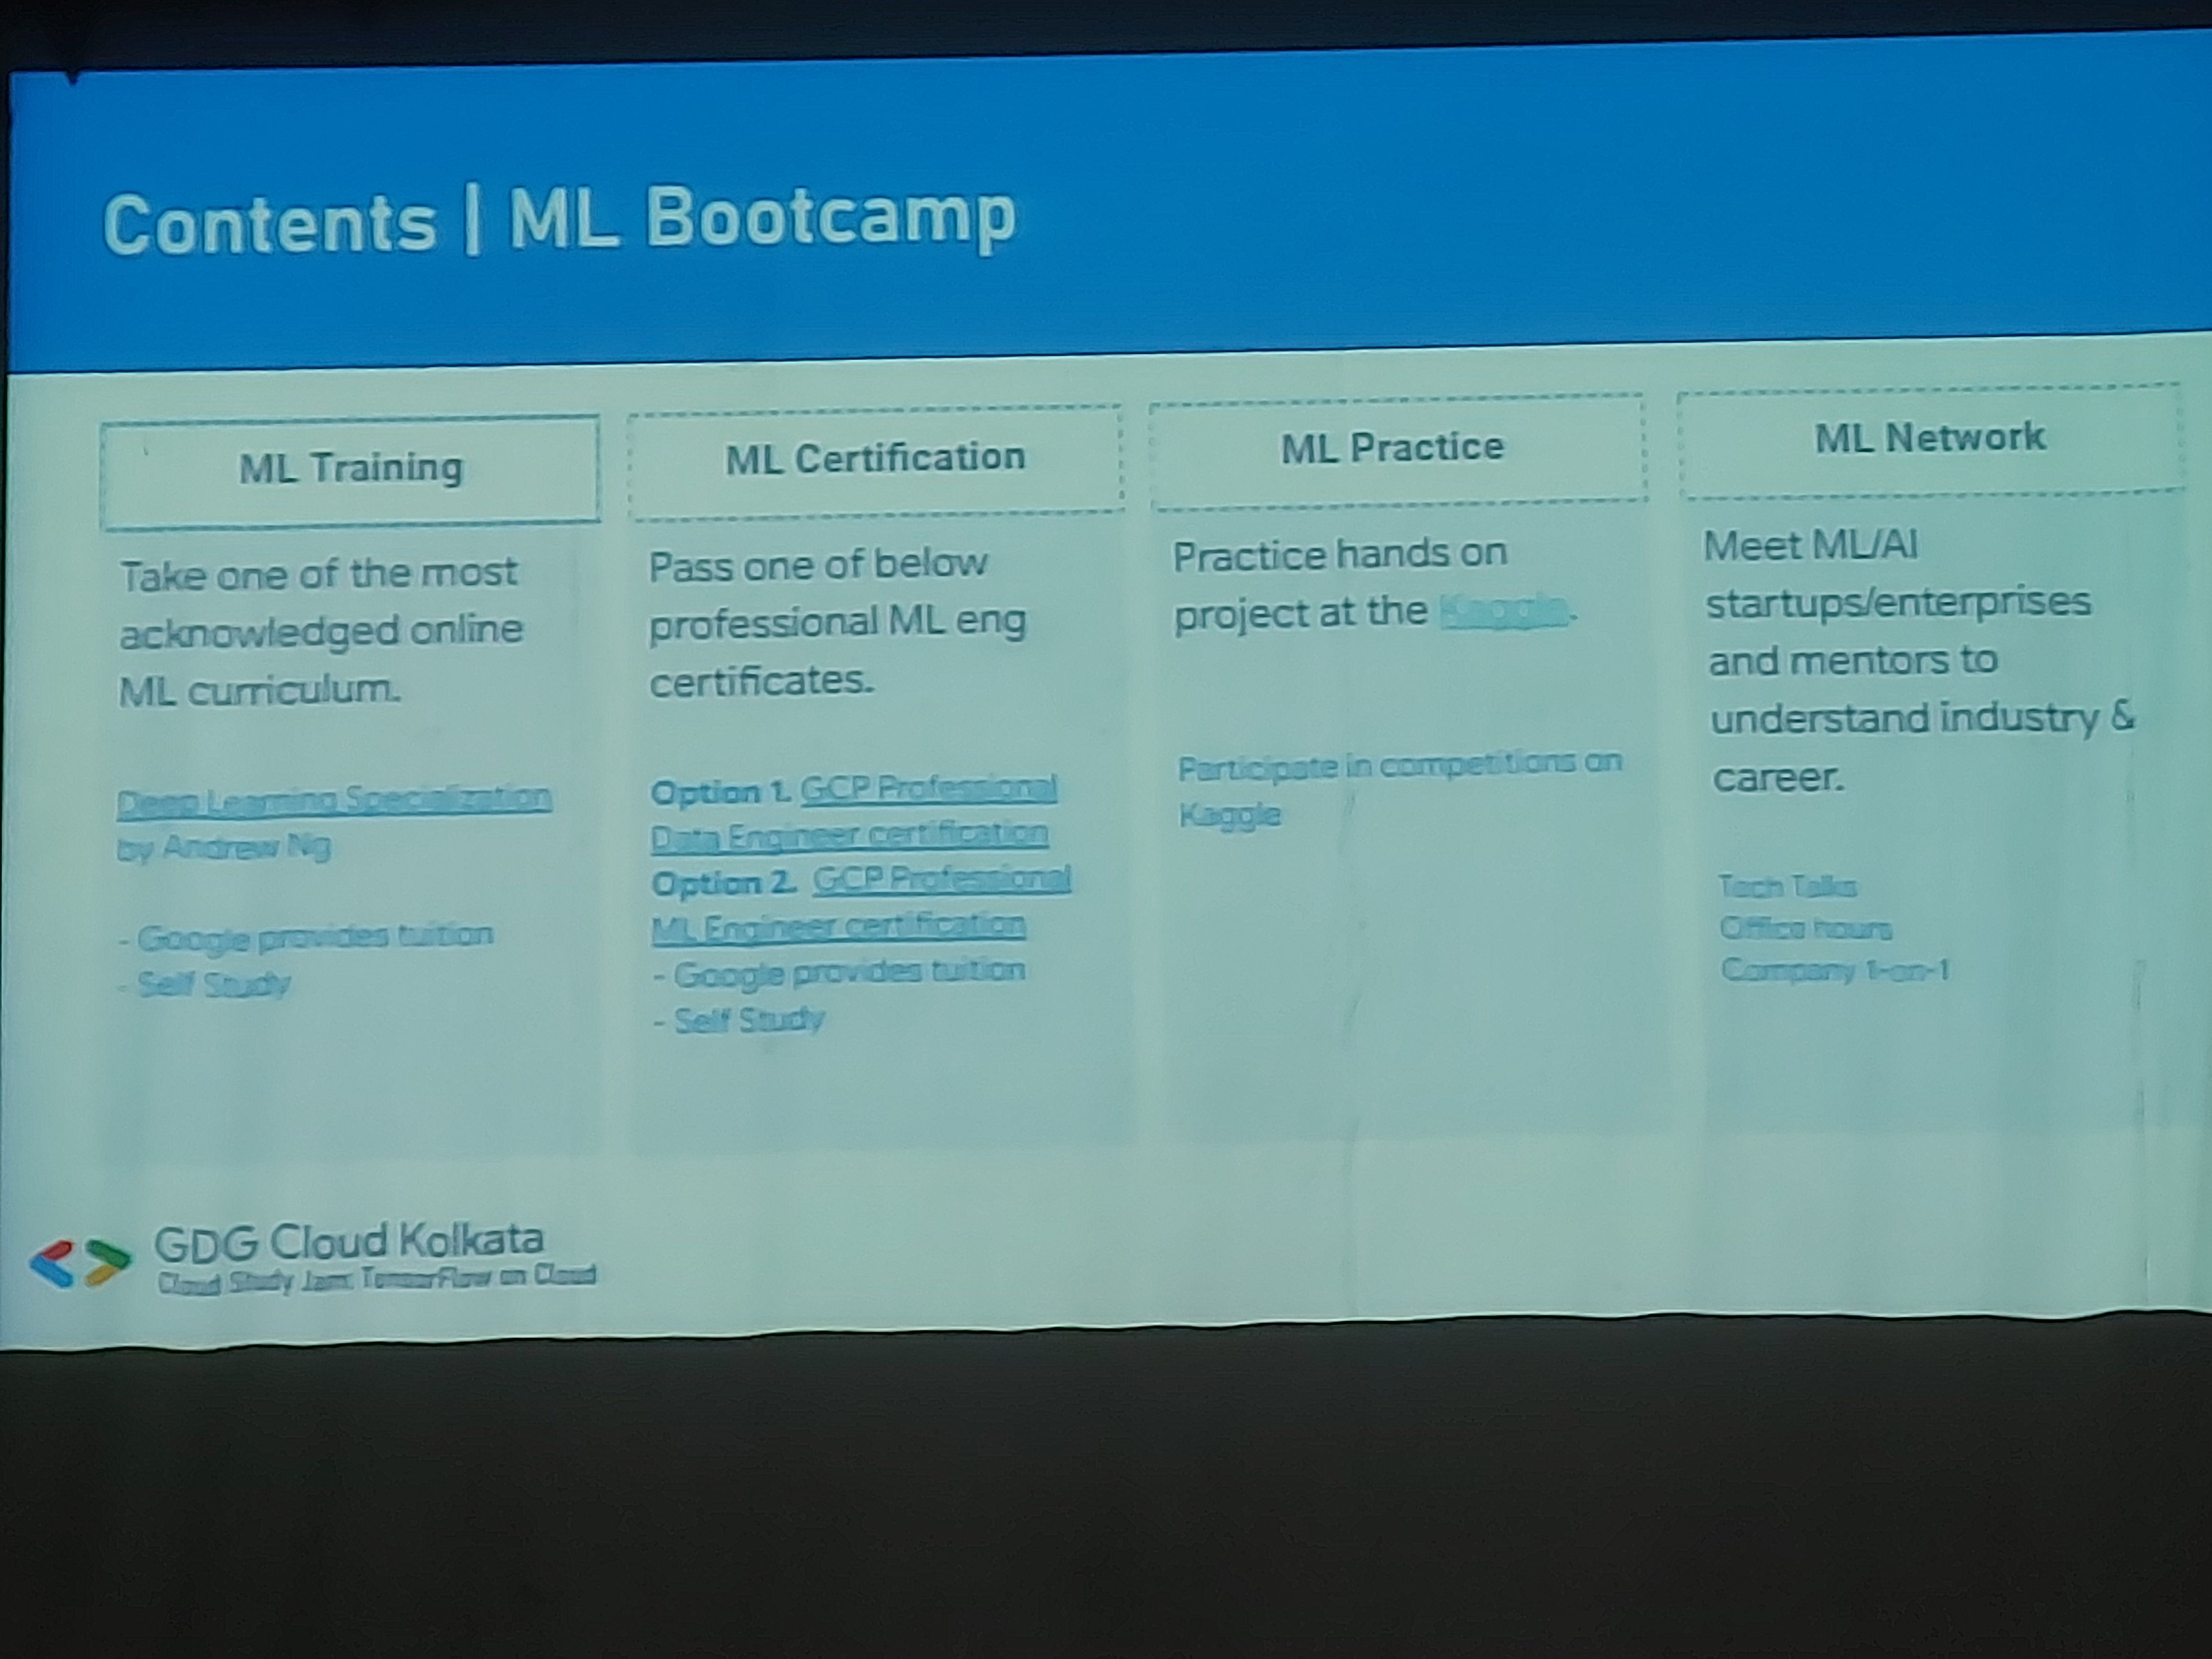 Contents | ML Bootcamp
ML Training
Take one of the most
acknowledged online
ML curriculum.
Deep Learning Specialization
by Andrew Ng
- Google provides tuition
- Self Study
ML Certification
Pass one of below
professional ML eng
certificates.
Option 1. GCP Professional
Data Engineer certification
Option 2. GCP Professional
ML Engineer certification
- Google provides tuition
- Self Study
ML Practice
Practice hands on
project at the Kaggle.
Participate in competitions on
Kaggle
ML Network
Meet ML/AI
startups/enterprises
and mentors to
understand industry &
career.
Tech Talks
Office hours
Company 1-on-1
GDG Cloud Kolkata
Cloud Study Jam: TensorFlow on Cloud